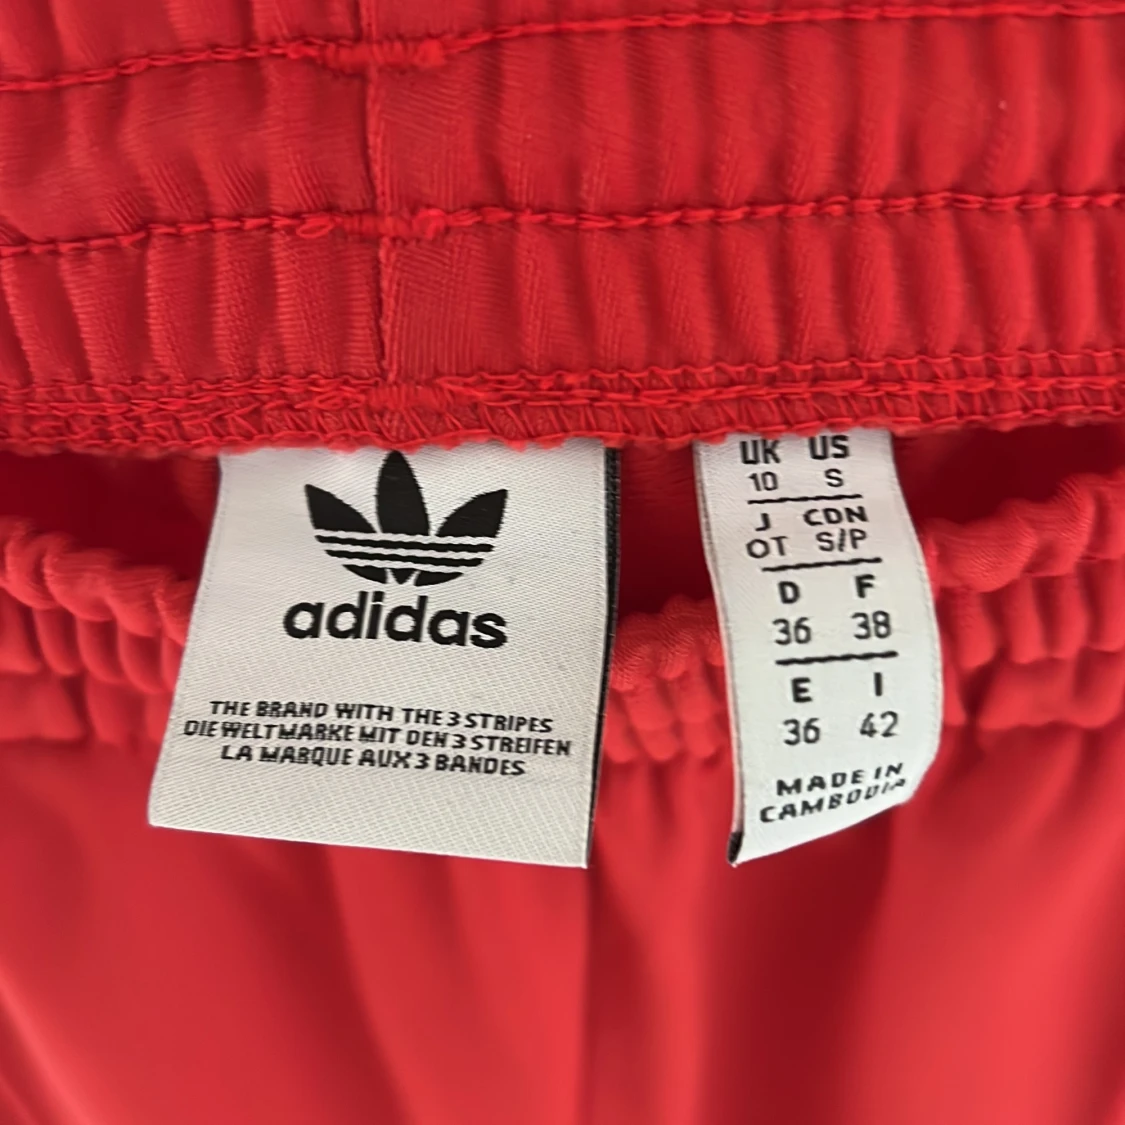 adidas
THE BRAND WITH THE 3 STRIPES
DIE WELTMARKE MIT DEN 3 STREIFEN
LA MARQUE AUX 3 BANDES
UK US
10 S
J CDN
OT S/P
D F
36 38
E I
36 42
MADE IN
CAMBODIA